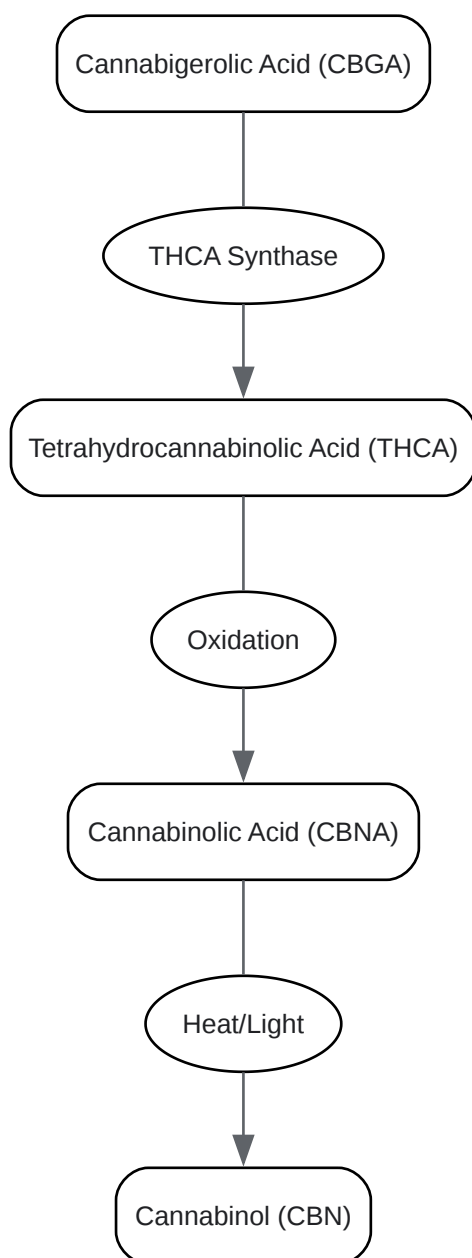 Cannabigerolic Acid (CBGA)
THCA Synthase
Tetrahydrocannabinolic Acid (THCA)
Oxidation
Cannabinolic Acid (CBNA)
Heat/Light
Cannabinol (CBN)